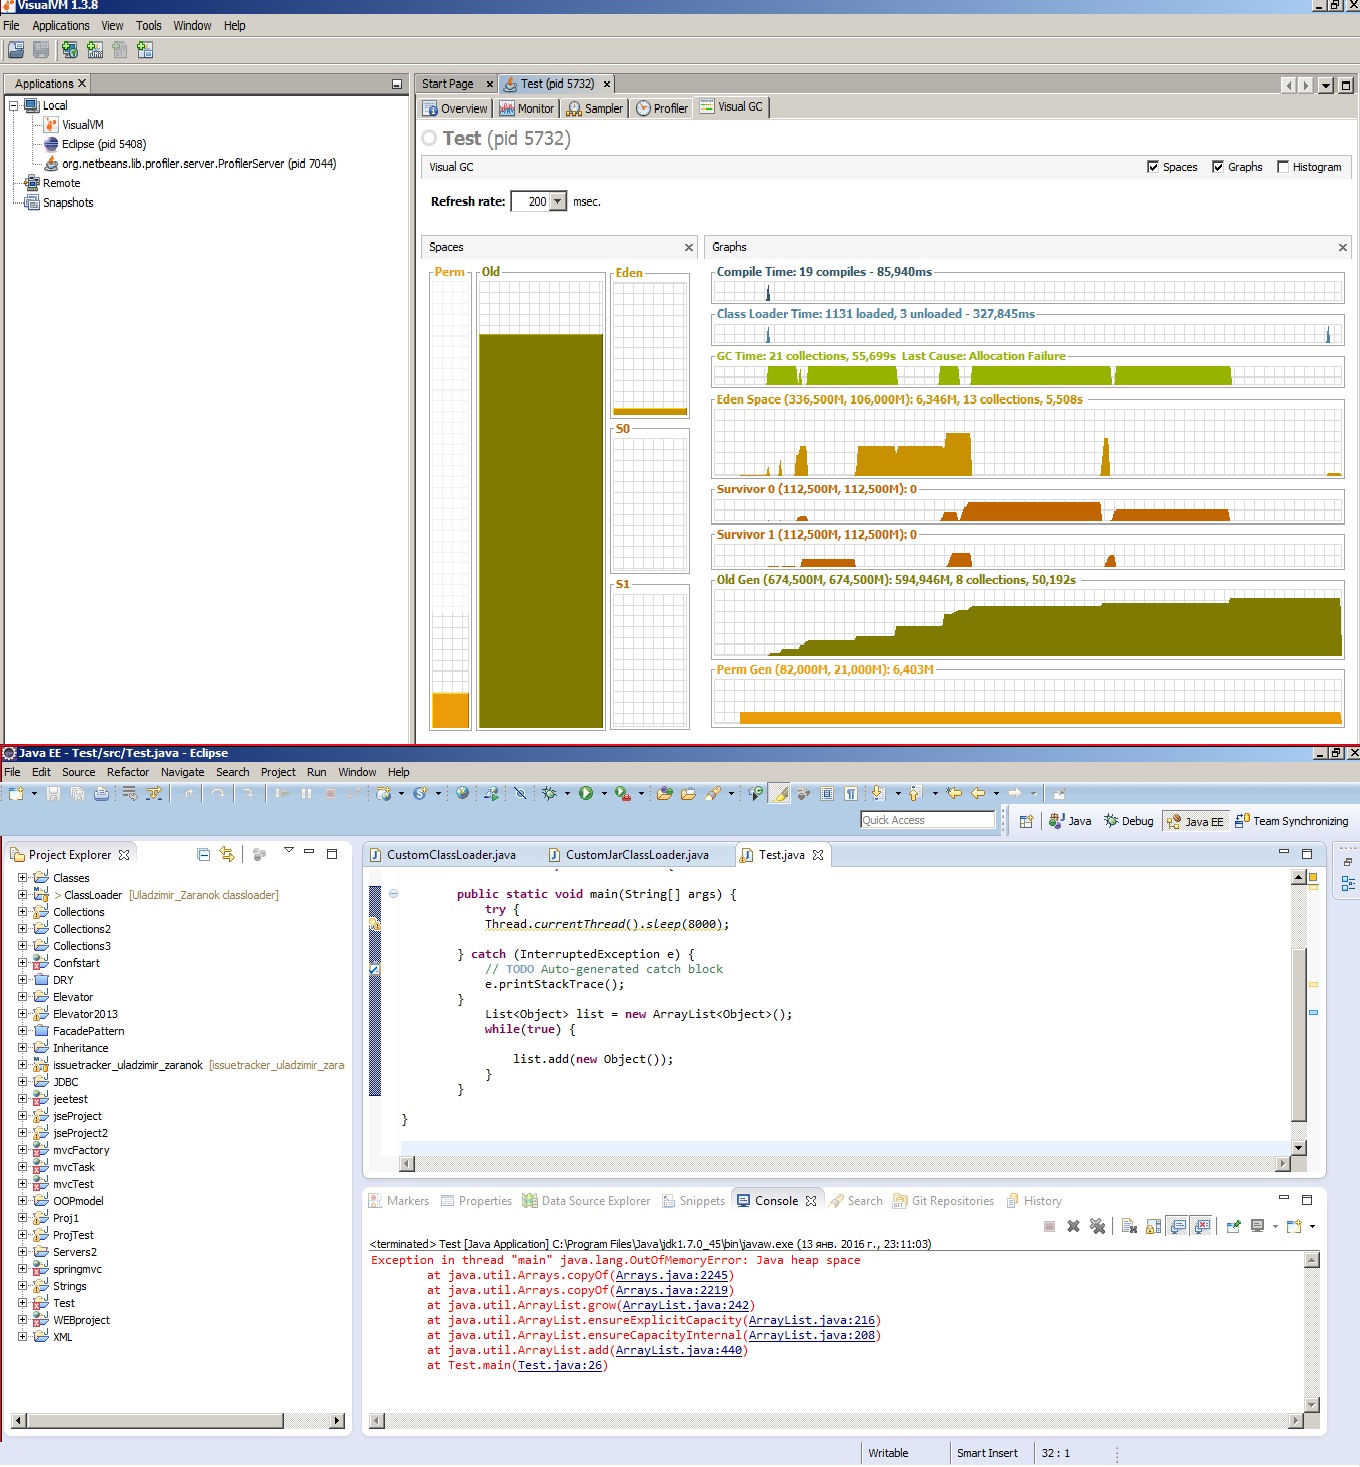 VisualVM 1.3.8
File Applications View Tools Window Help
Applications
Start Page Test (pid 5732)
Local
VisualVM
Eclipse (pid 5408)
org.netbeans.lib.profiler.server.ProfilerServer (pid 7044)
Remote
Snapshots
Overview Monitor Sampler Profiler Visual GC
Test (pid 5732)
Visual GC Spaces Graphs Histogram
Refresh rate: 200 msec.
Spaces
Perm Old Eden
S0
S1
Graphs
Compile Time: 19 compiles - 85,940ms
Class Loader Time: 1131 loaded, 3 unloaded - 327,845ms
GC Time: 21 collections, 55,699s Last Cause: Allocation Failure
Eden Space (336,500M, 106,000M): 6,346M, 13 collections, 5,508s
Survivor 0 (112,500M, 112,500M): 0
Survivor 1 (112,500M, 112,500M): 0
Old Gen (674,500M, 674,500M): 594,946M, 8 collections, 50,192s
Perm Gen (82,000M, 21,000M): 6,403M
Java EE - Test/src/Test.java - Eclipse
File Edit Source Refactor Navigate Search Project Run Window Help
Quick Access
Java Debug Java EE Team Synchronizing
Project Explorer
Classes
> ClassLoader [Uladzimir_Zaranok classloader]
Collections
Collections2
Collections3
Confstart
DRY
Elevator
Elevator2013
FacadePattern
Inheritance
issuetracker_uladzimir_zaranok [issuetracker_uladzimir_zara
JDBC
jeetest
jseProject
jseProject2
mvcFactory
mvcTask
mvcTest
OOPmodel
Proj1
ProjTest
Servers2
springmvc
Strings
Test
WEBproject
XML
CustomClassLoader.java CustomJarClassLoader.java Test.java
public static void main(String[] args) {
try {
Thread.currentThread().sleep(8000);
} catch (InterruptedException e) {
// TODO Auto-generated catch block
e.printStackTrace();
}
List<Object> list = new ArrayList<Object>();
while(true) {
list.add(new Object());
}
}
}
Markers Properties Data Source Explorer Snippets Console Search Git Repositories History
<terminated> Test [Java Application] C:\Program Files\Java\jdk1.7.0_45\bin\javaw.exe (13 янв. 2016 г., 23:11:03)
Exception in thread "main" java.lang.OutOfMemoryError: Java heap space
at java.util.Arrays.copyOf(Arrays.java:2245)
at java.util.Arrays.copyOf(Arrays.java:2219)
at java.util.ArrayList.grow(ArrayList.java:242)
at java.util.ArrayList.ensureExplicitCapacity(ArrayList.java:216)
at java.util.ArrayList.ensureCapacityInternal(ArrayList.java:208)
at java.util.ArrayList.add(ArrayList.java:440)
at Test.main(Test.java:26)
Writable Smart Insert 32 : 1